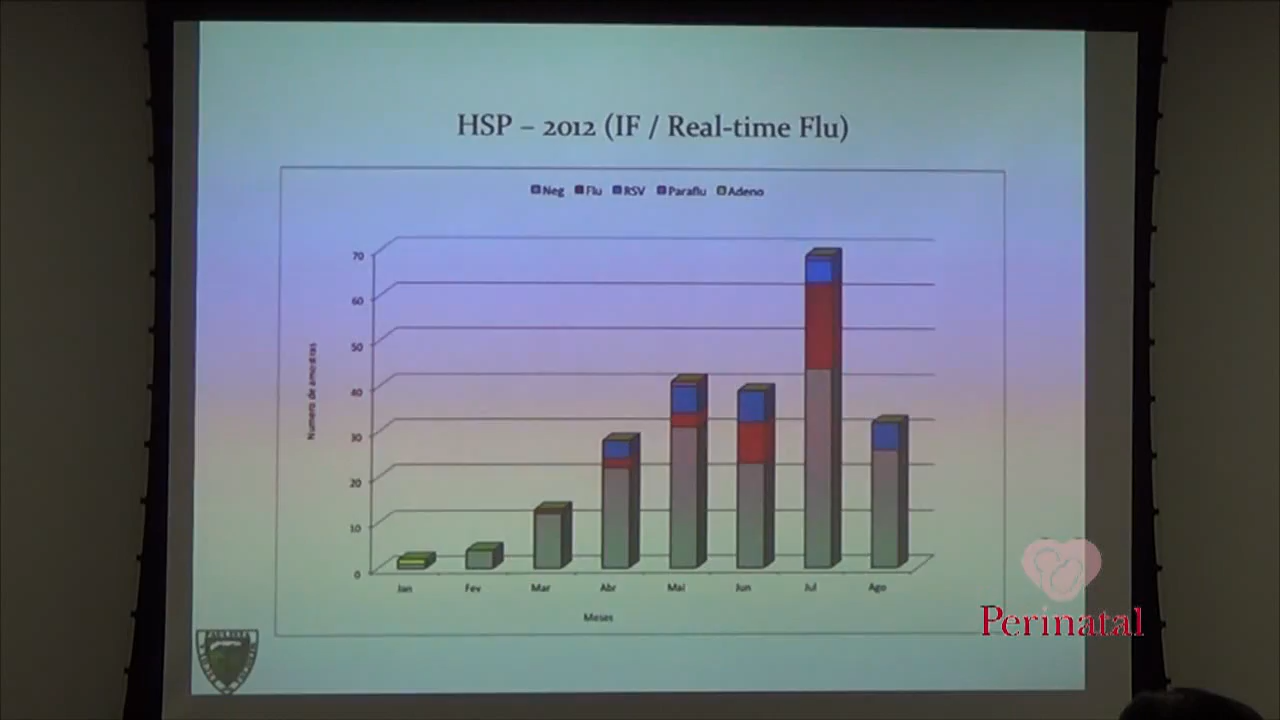 HSP – 2012 (IF / Real-time Flu)
Neg Flu RSV Paraflu Adeno
70
60
50
40
30
20
10
0
Numero de amostras
Jan Fev Mar Abr Mai Jun Jul Ago
Meses
Perinatal